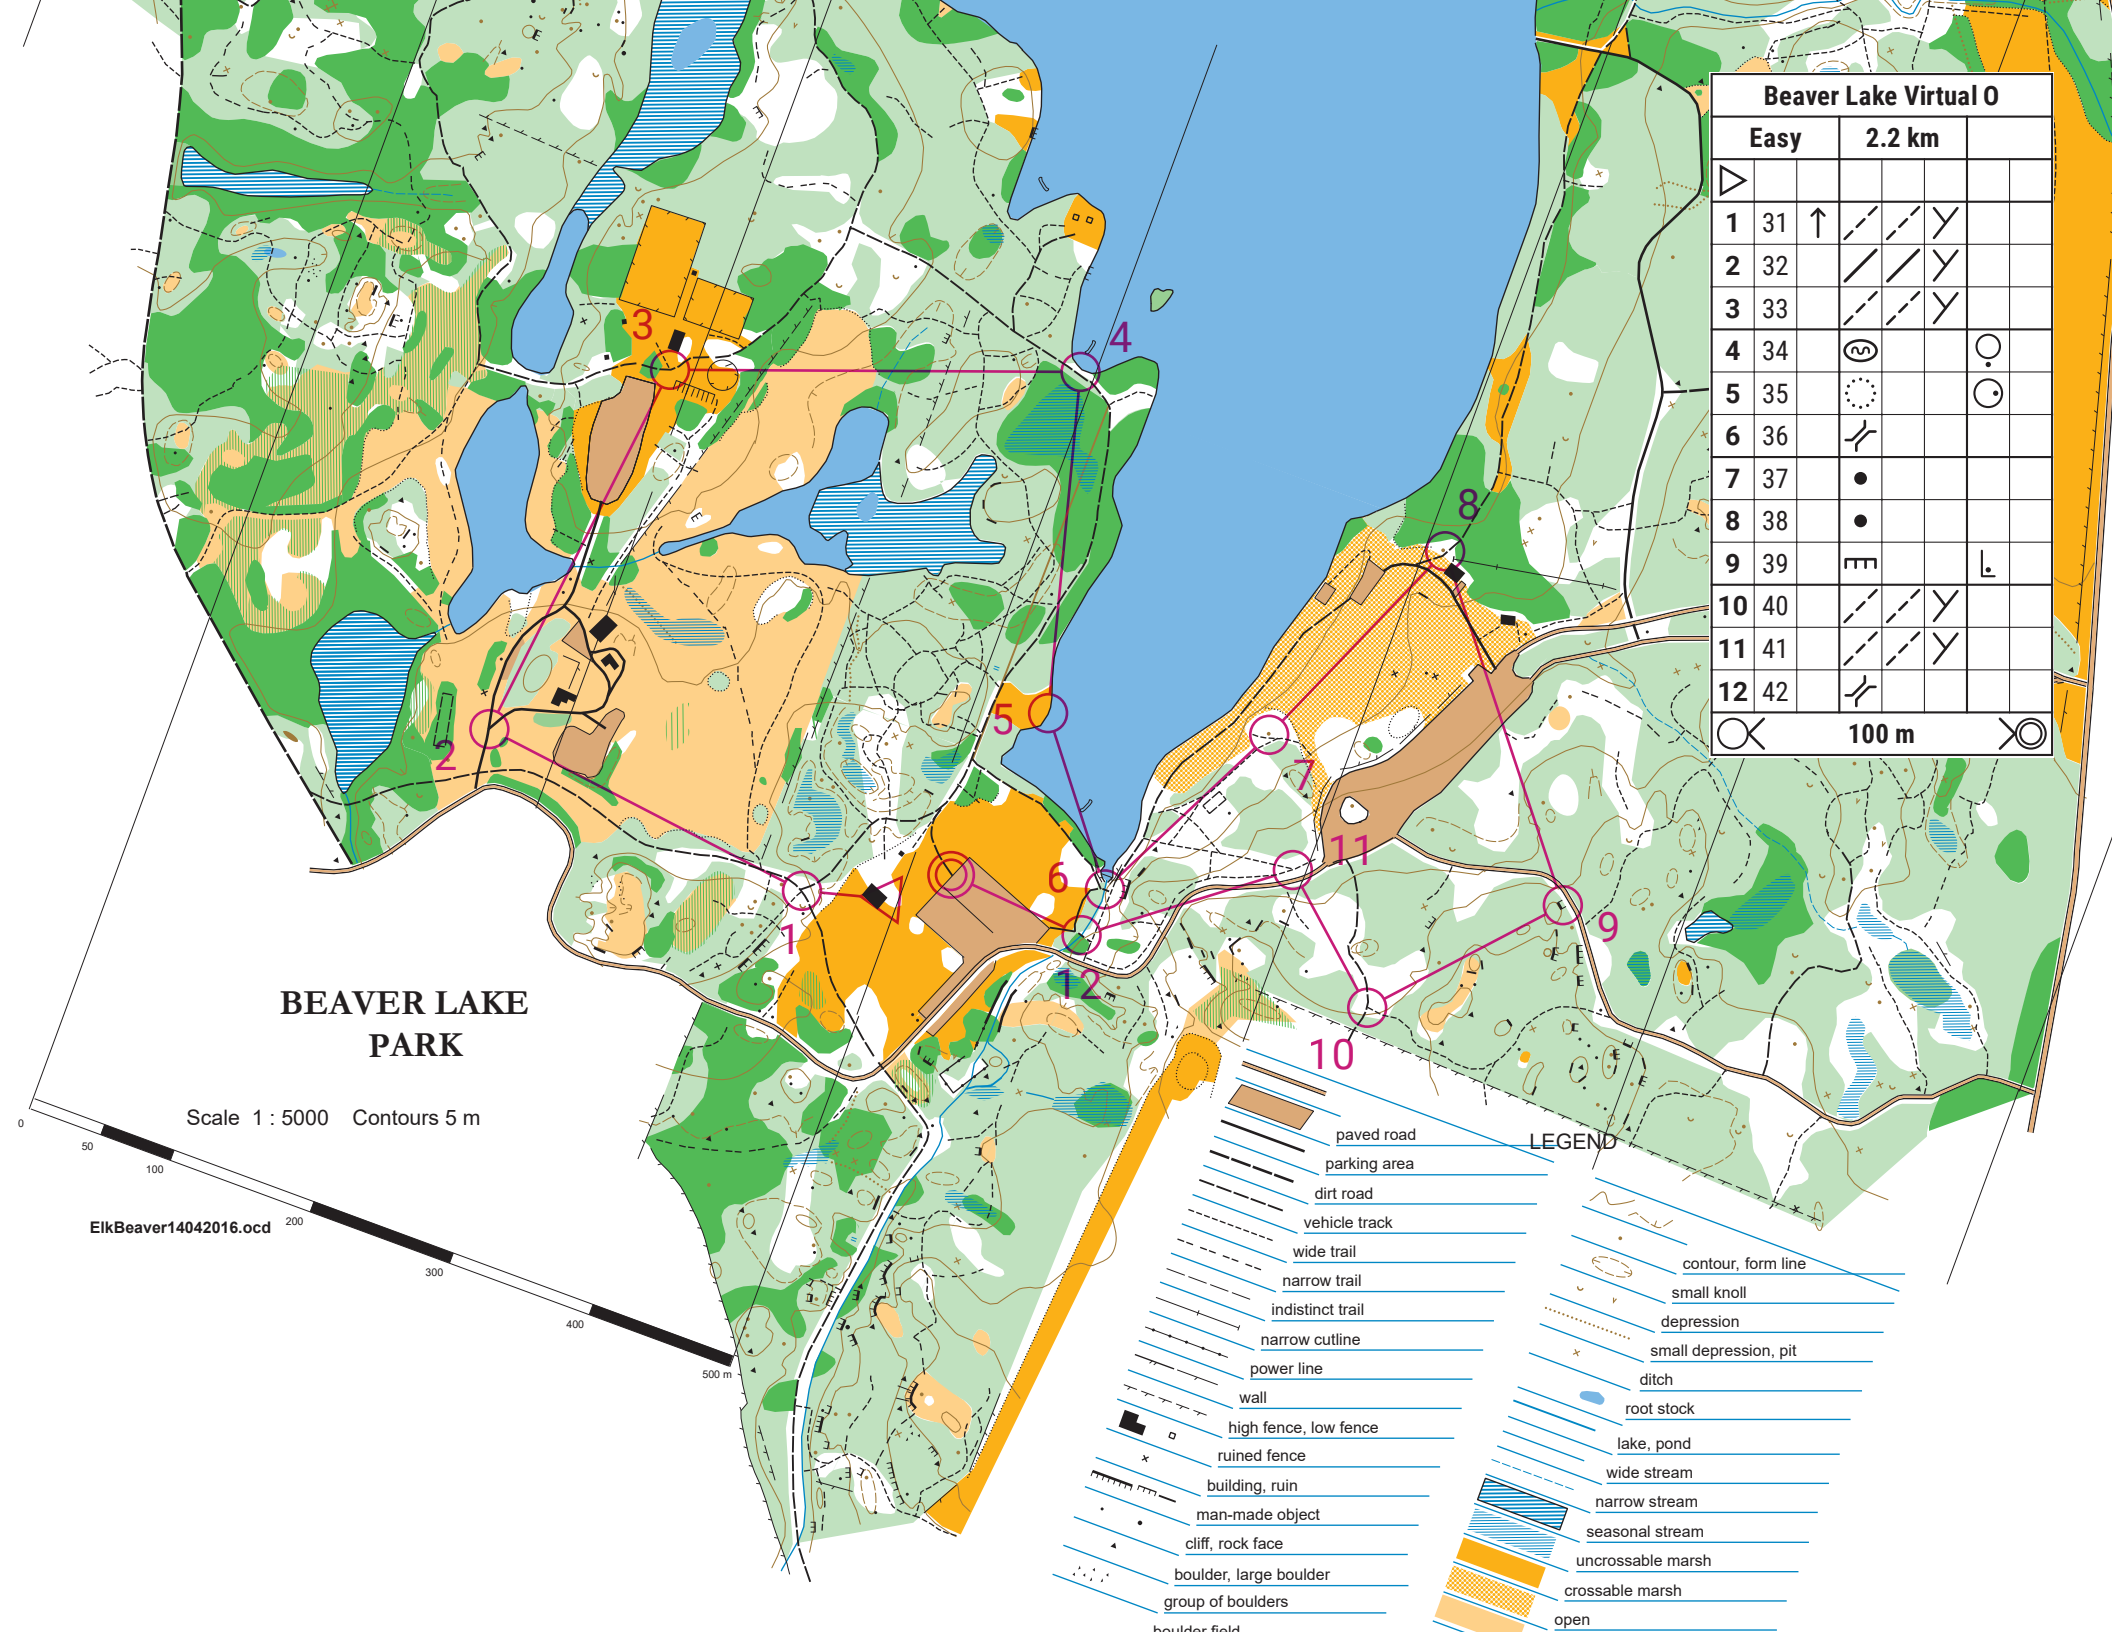 Beaver Lake Virtual O
Easy 2.2 km
1 31
2 32
3 33
4 34
5 35
6 36
7 37
8 38
9 39
10 40
11 41
12 42
100 m
3
4
8
5
2
7
6
11
1
9
12
10
BEAVER LAKE
PARK
Scale 1 : 5000 Contours 5 m
0
50
100
200
300
400
500 m
ElkBeaver14042016.ocd
LEGEND
paved road
parking area
dirt road
vehicle track
wide trail
narrow trail
indistinct trail
narrow cutline
power line
wall
high fence, low fence
ruined fence
building, ruin
man-made object
cliff, rock face
boulder, large boulder
group of boulders
boulder field
contour, form line
small knoll
depression
small depression, pit
ditch
root stock
lake, pond
wide stream
narrow stream
seasonal stream
uncrossable marsh
crossable marsh
open